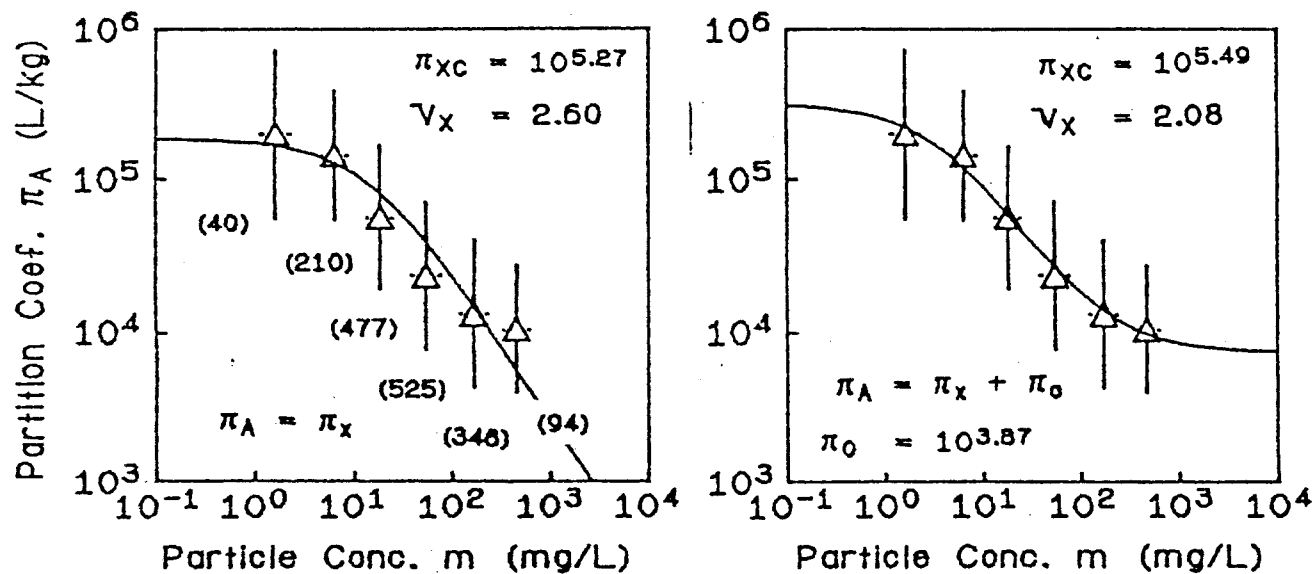 Partition Coef. π_A (L/kg)
10^6
10^5
10^4
10^3
π_XC = 10^5.27
ν_X = 2.60
(40)
(210)
(477)
(525)
(346)
(94)
π_A = π_X
10^-1 10^0 10^1 10^2 10^3 10^4
Particle Conc. m (mg/L)
10^6
10^5
10^4
10^3
π_XC = 10^5.49
ν_X = 2.08
π_A = π_X + π_o
π_O = 10^3.87
10^-1 10^0 10^1 10^2 10^3 10^4
Particle Conc. m (mg/L)